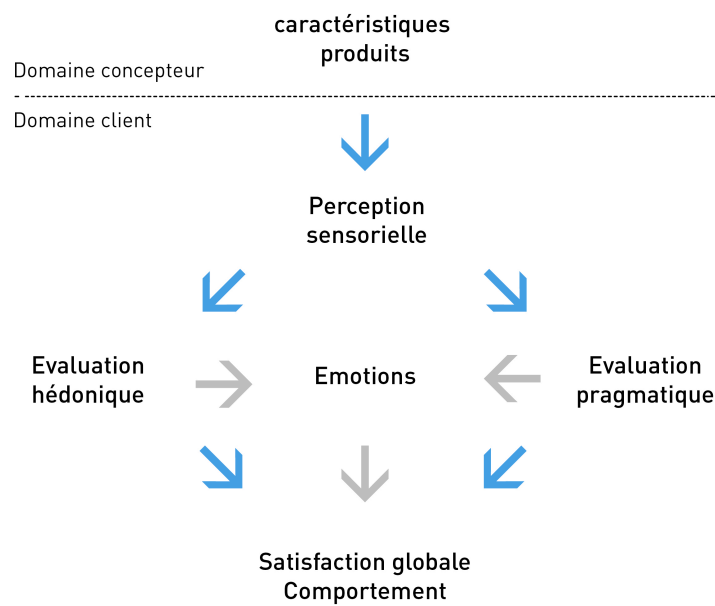 caractéristiques
produits
Domaine concepteur
Domaine client
Perception
sensorielle
Evaluation
hédonique
Emotions
Evaluation
pragmatique
Satisfaction globale
Comportement